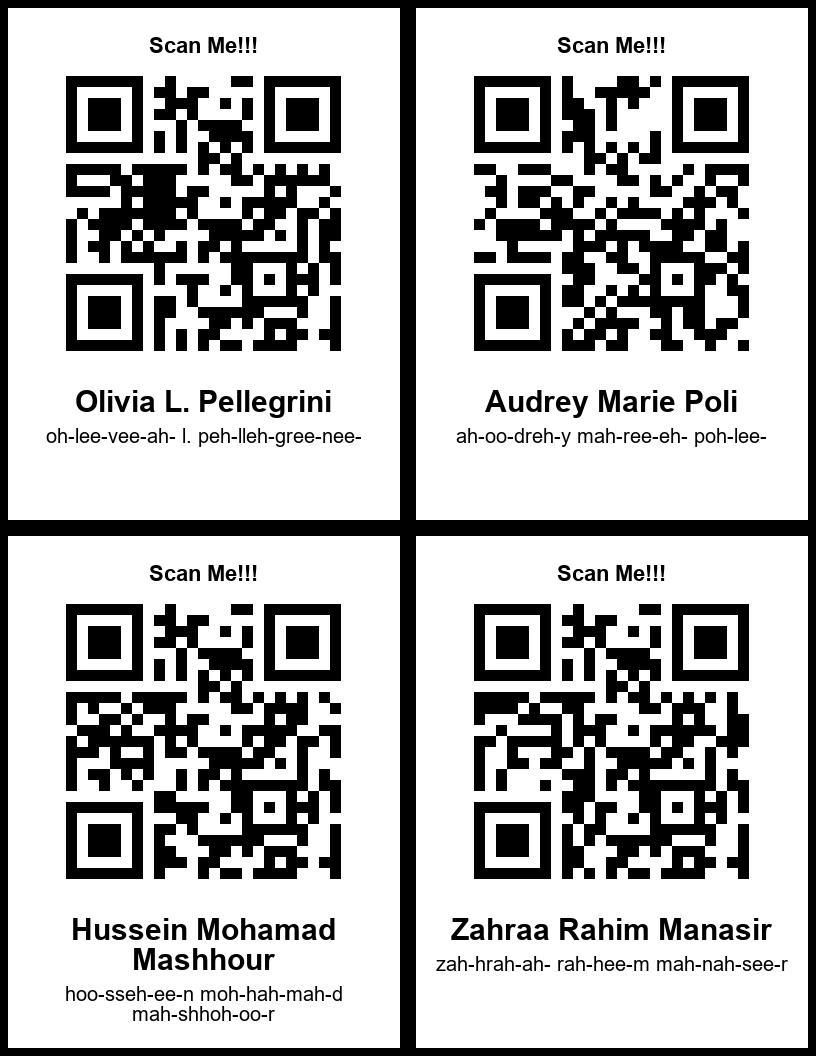 Scan Me!!!
Olivia L. Pellegrini
oh-lee-vee-ah- l. peh-lleh-gree-nee-
Scan Me!!!
Audrey Marie Poli
ah-oo-dreh-y mah-ree-eh- poh-lee-
Scan Me!!!
Hussein Mohamad
Mashhour
hoo-sseh-ee-n moh-hah-mah-d
mah-shhoh-oo-r
Scan Me!!!
Zahraa Rahim Manasir
zah-hrah-ah- rah-hee-m mah-nah-see-r